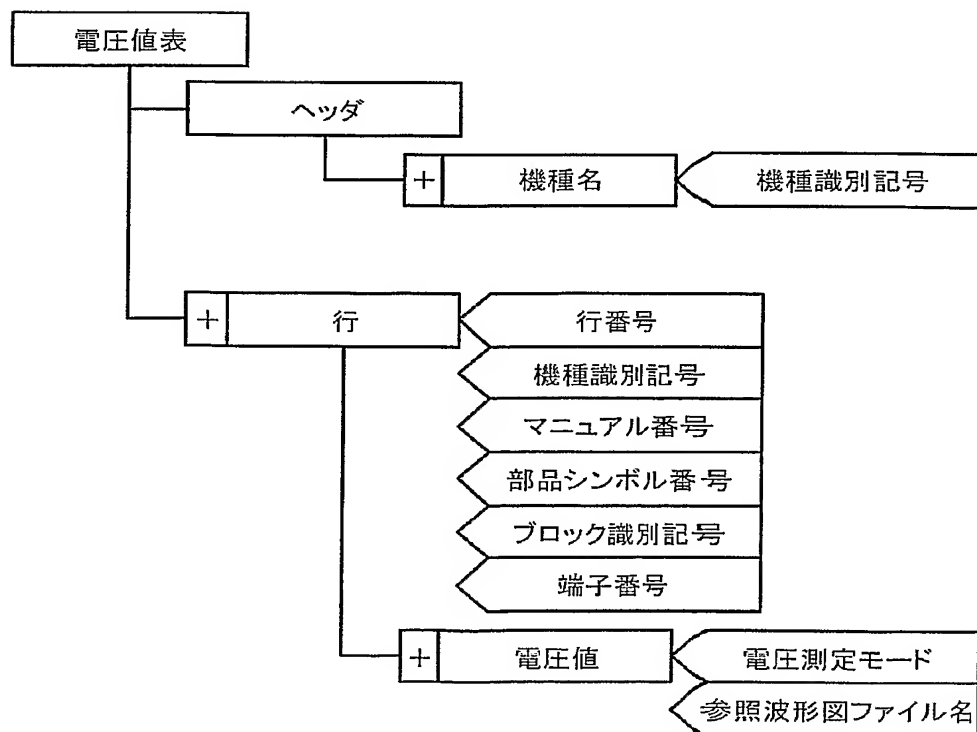 電圧値表
ヘッダ
+
機種名
機種識別記号
+
行
行番号
機種識別記号
マニュアル番号
部品シンボル番号
ブロック識別記号
端子番号
+
電圧値
電圧測定モード
参照波形図ファイル名